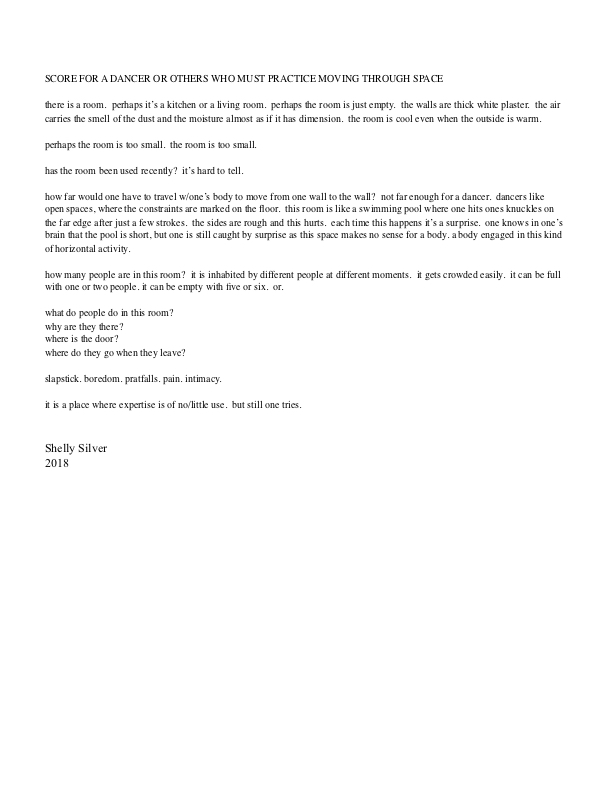 SCORE FOR A DANCER OR OTHERS WHO MUST PRACTICE MOVING THROUGH SPACE
there is a room.  perhaps it's a kitchen or a living room.  perhaps the room is just empty.  the walls are thick white plaster.  the air
carries the smell of the dust and the moisture almost as if it has dimension.  the room is cool even when the outside is warm.
perhaps the room is too small.  the room is too small.
has the room been used recently?  it's hard to tell.
how far would one have to travel w/one's body to move from one wall to the wall?  not far enough for a dancer.  dancers like
open spaces, where the constraints are marked on the floor.  this room is like a swimming pool where one hits ones knuckles on
the far edge after just a few strokes.  the sides are rough and this hurts.  each time this happens it's a surprise.  one knows in one's
brain that the pool is short, but one is still caught by surprise as this space makes no sense for a body. a body engaged in this kind
of horizontal activity.
how many people are in this room?  it is inhabited by different people at different moments.  it gets crowded easily.  it can be full
with one or two people. it can be empty with five or six.  or.
what do people do in this room?
why are they there?
where is the door?
where do they go when they leave?
slapstick. boredom. pratfalls. pain. intimacy.
it is a place where expertise is of no/little use.  but still one tries.
Shelly Silver
2018